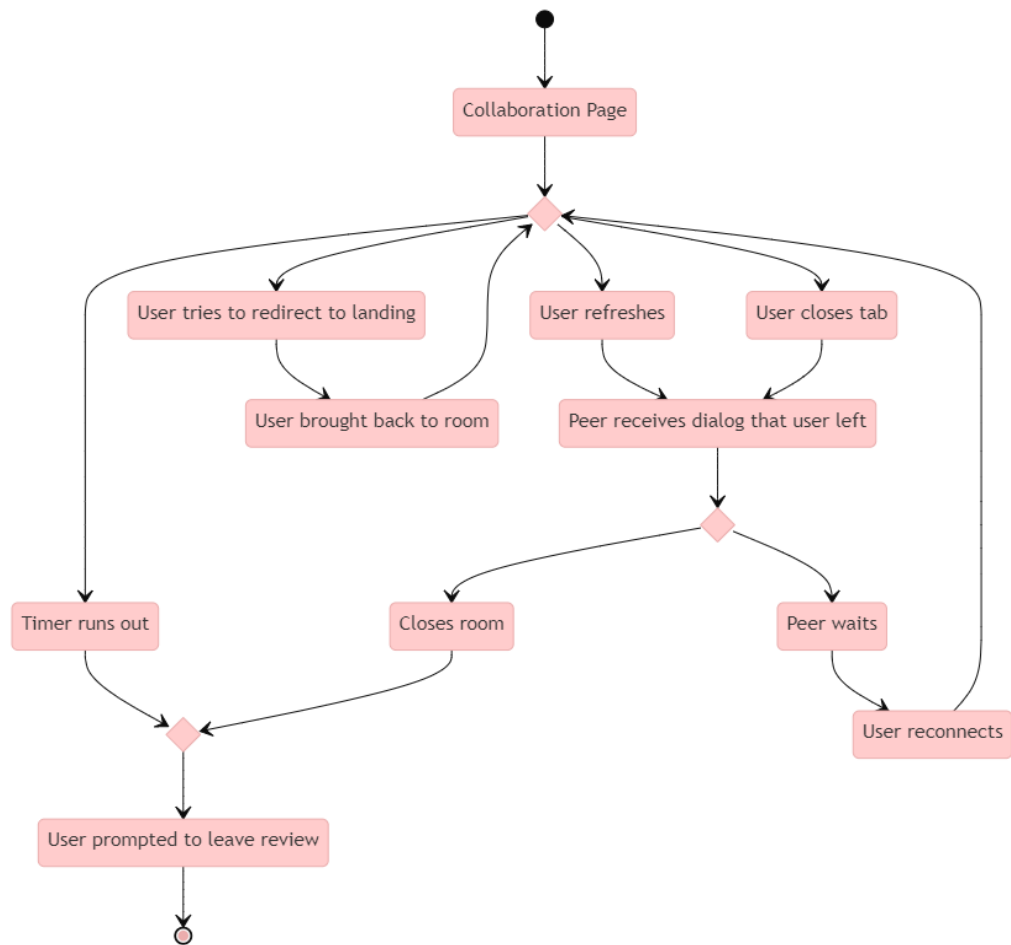 Collaboration Page
User tries to redirect to landing
User refreshes
User closes tab
User brought back to room
Peer receives dialog that user left
Timer runs out
Closes room
Peer waits
User reconnects
User prompted to leave review